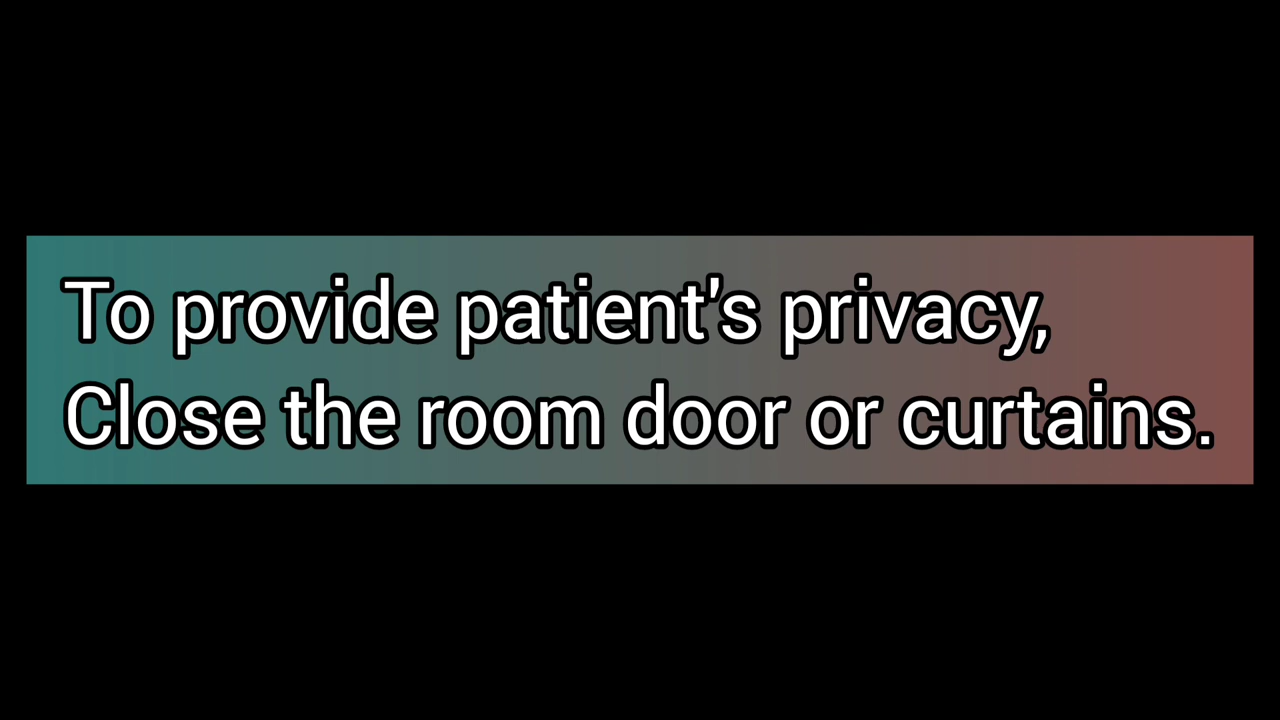 To provide patient's privacy,
Close the room door or curtains.